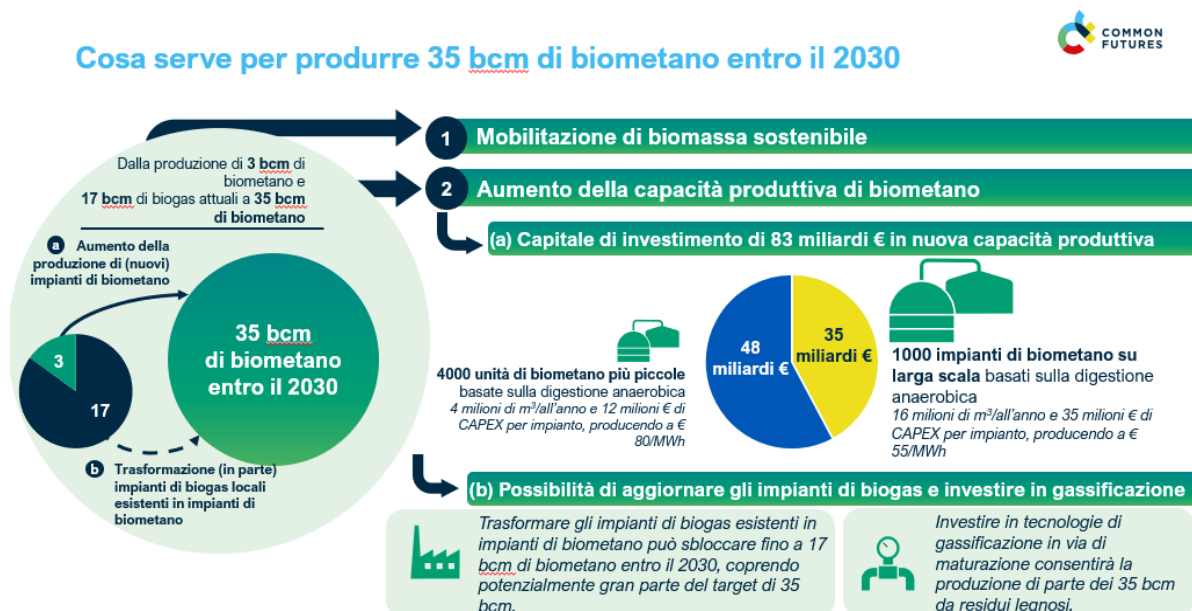 COMMON
FUTURES
Cosa serve per produrre 35 bcm di biometano entro il 2030
Dalla produzione di 3 bcm di
biometano e
17 bcm di biogas attuali a 35 bcm
di biometano
a Aumento della
produzione di (nuovi)
impianti di biometano
3
17
35 bcm
di biometano
entro il 2030
b Trasformazione (in parte)
impianti di biogas locali
esistenti in impianti di
biometano
1 Mobilitazione di biomassa sostenibile
2 Aumento della capacità produttiva di biometano
(a) Capitale di investimento di 83 miliardi € in nuova capacità produttiva
4000 unità di biometano più piccole
basate sulla digestione anaerobica
4 milioni di m³/all'anno e 12 milioni € di
CAPEX per impianto, producendo a €
80/MWh
48
miliardi €
35
miliardi €
1000 impianti di biometano su
larga scala basati sulla digestione
anaerobica
16 milioni di m³/all'anno e 35 milioni € di
CAPEX per impianto, producendo a €
55/MWh
(b) Possibilità di aggiornare gli impianti di biogas e investire in gassificazione
Trasformare gli impianti di biogas esistenti in
impianti di biometano può sbloccare fino a 17
bcm di biometano entro il 2030, coprendo
potenzialmente gran parte del target di 35
bcm.
Investire in tecnologie di
gassificazione in via di
maturazione consentirà la
produzione di parte dei 35 bcm
da residui legnosi.